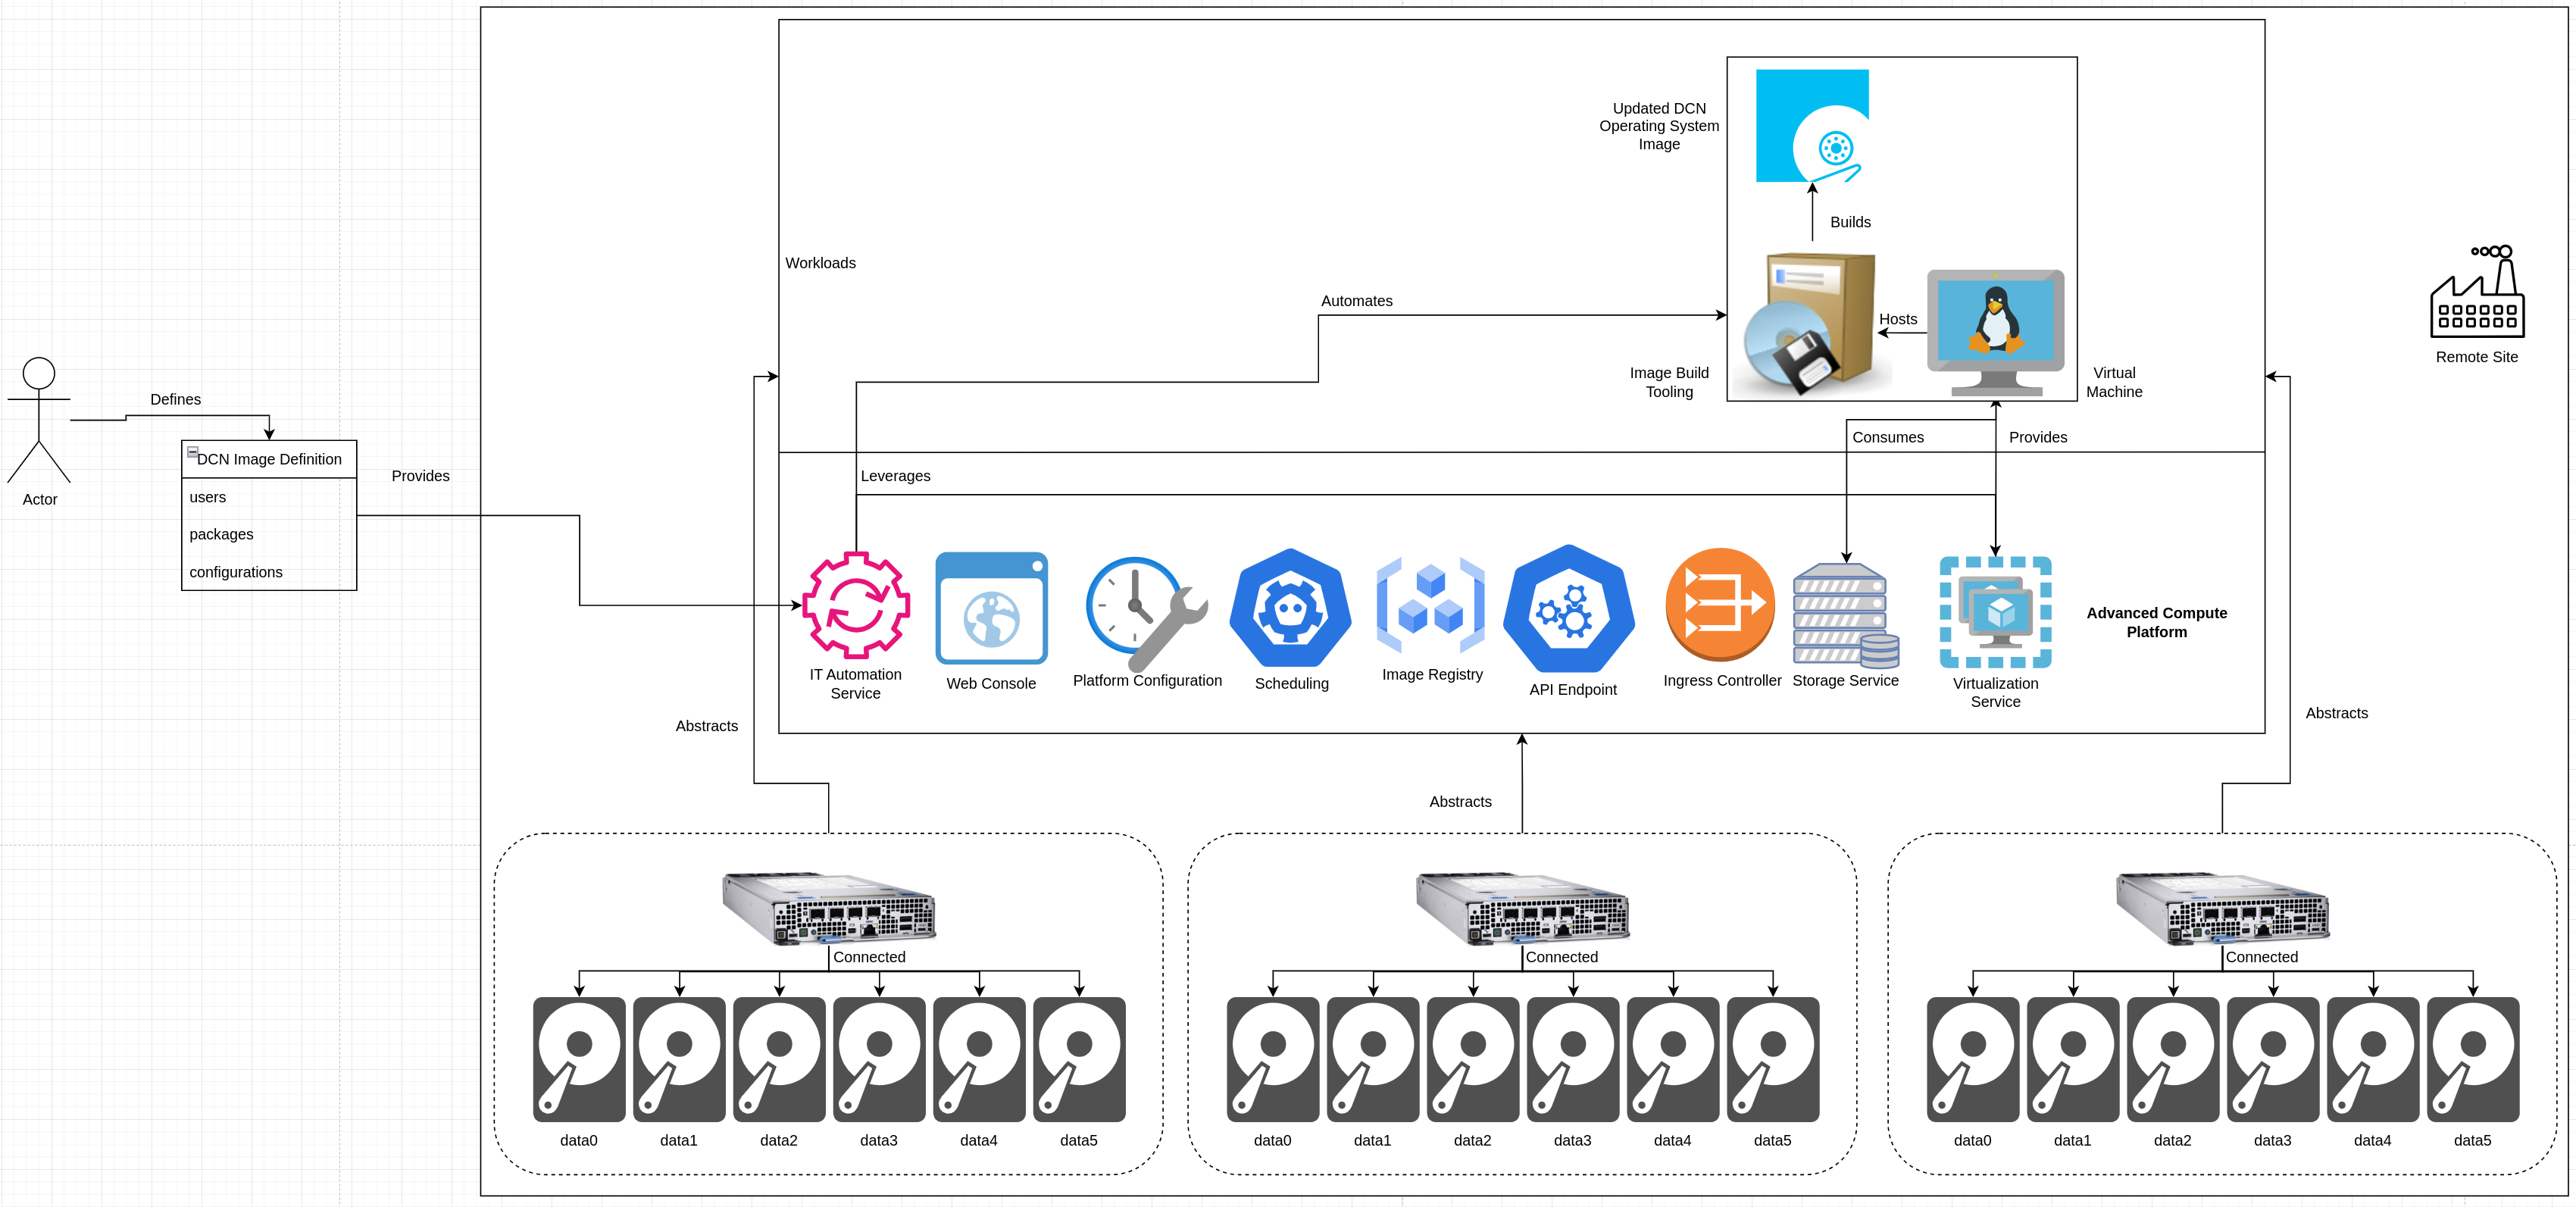 Updated DCN
Operating System
Image
Builds
Workloads
Automates
Hosts
Remote Site
Image Build
Tooling
Virtual
Machine
Defines
Consumes
Provides
DCN Image Definition
users
packages
configurations
Actor
Provides
Leverages
IT Automation
Service
Web Console
Platform Configuration
Scheduling
Image Registry
API Endpoint
Ingress Controller
Storage Service
Virtualization
Service
Advanced Compute
Platform
Abstracts
Abstracts
Abstracts
Connected
data0
data1
data2
data3
data4
data5
Connected
data0
data1
data2
data3
data4
data5
Connected
data0
data1
data2
data3
data4
data5